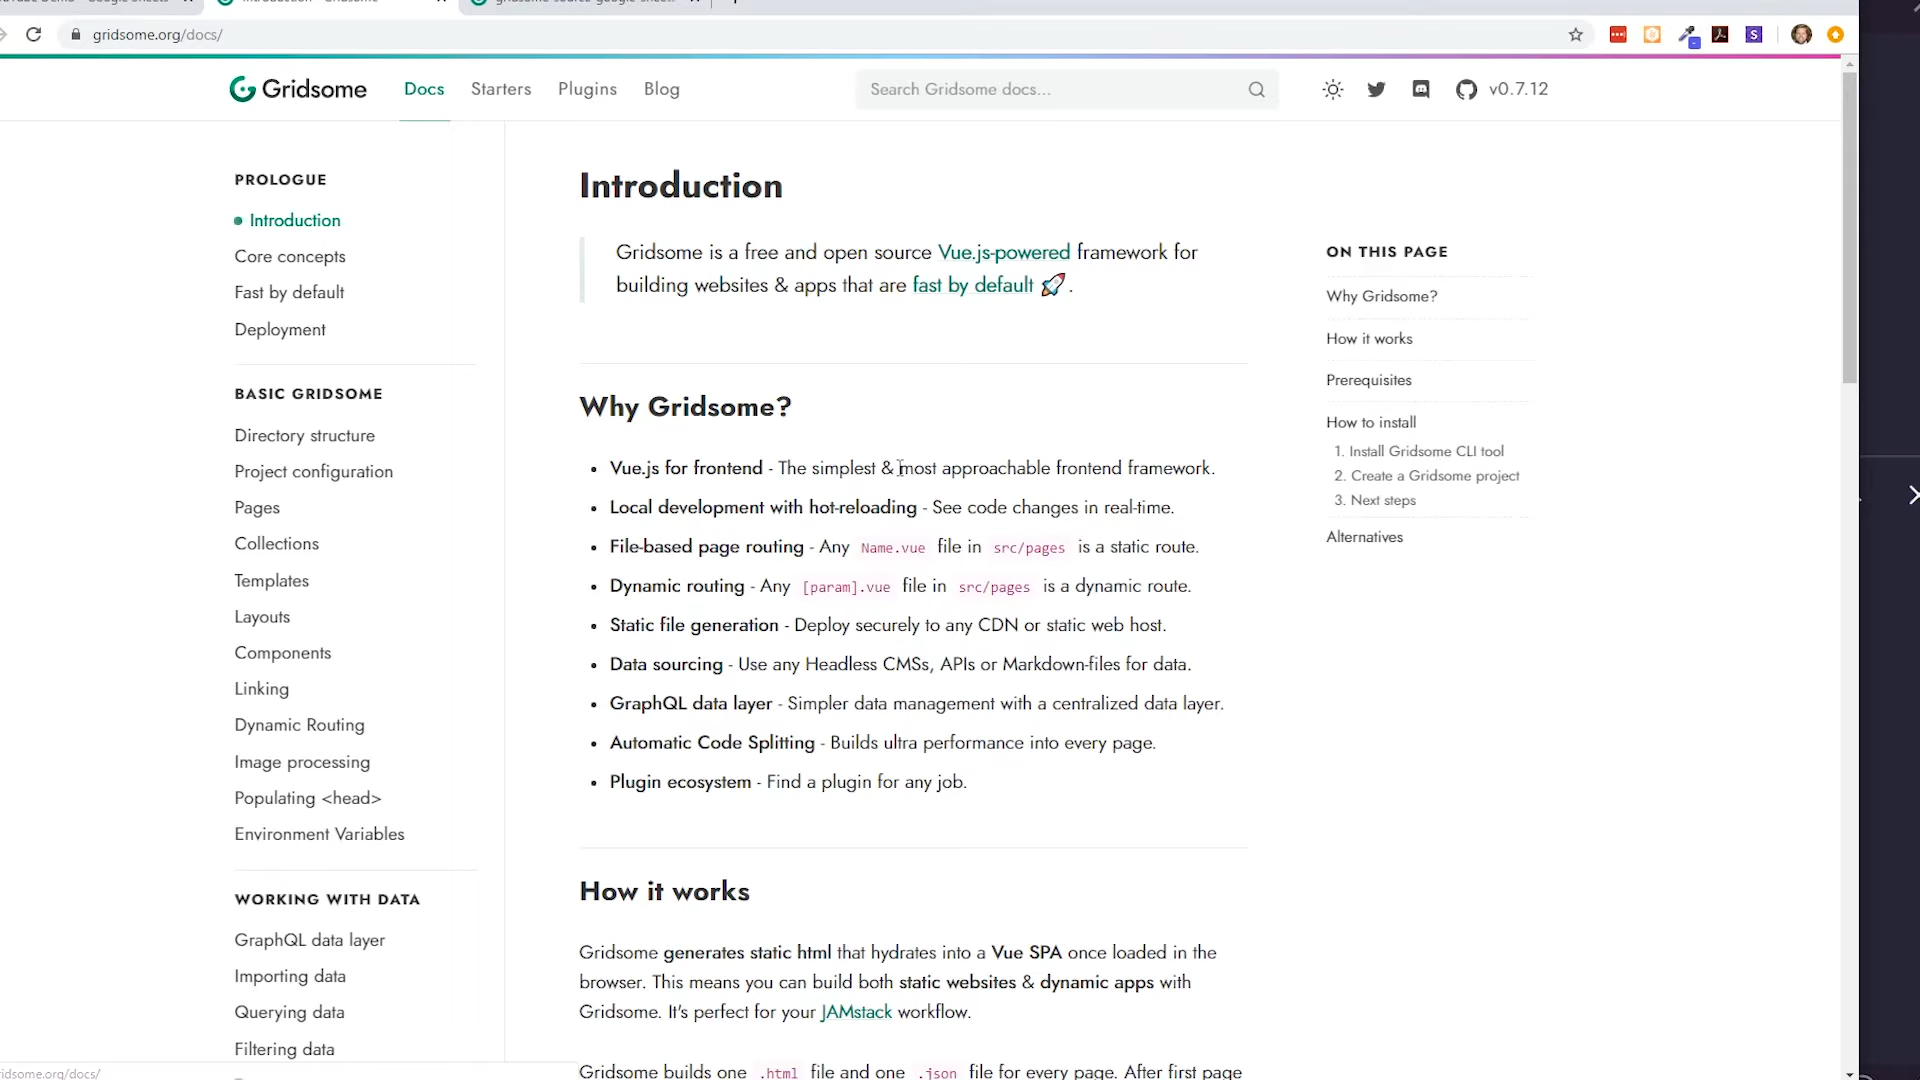 Introduction - Gridsome
gridsome.org/docs/
Gridsome
Docs
Starters
Plugins
Blog
Search Gridsome docs...
v0.7.12
PROLOGUE
Introduction
Core concepts
Fast by default
Deployment
BASIC GRIDSOME
Directory structure
Project configuration
Pages
Collections
Templates
Layouts
Components
Linking
Dynamic Routing
Image processing
Populating <head>
Environment Variables
WORKING WITH DATA
GraphQL data layer
Importing data
Querying data
Filtering data
Introduction
Gridsome is a free and open source Vue.js-powered framework for
building websites & apps that are fast by default 🚀.
Why Gridsome?
• Vue.js for frontend - The simplest & most approachable frontend framework.
• Local development with hot-reloading - See code changes in real-time.
• File-based page routing - Any Name.vue file in src/pages is a static route.
• Dynamic routing - Any [param].vue file in src/pages is a dynamic route.
• Static file generation - Deploy securely to any CDN or static web host.
• Data sourcing - Use any Headless CMSs, APIs or Markdown-files for data.
• GraphQL data layer - Simpler data management with a centralized data layer.
• Automatic Code Splitting - Builds ultra performance into every page.
• Plugin ecosystem - Find a plugin for any job.
How it works
Gridsome generates static html that hydrates into a Vue SPA once loaded in the
browser. This means you can build both static websites & dynamic apps with
Gridsome. It's perfect for your JAMstack workflow.
Gridsome builds one .html file and one .json file for every page. After first page
ON THIS PAGE
Why Gridsome?
How it works
Prerequisites
How to install
1. Install Gridsome CLI tool
2. Create a Gridsome project
3. Next steps
Alternatives
idsome.org/docs/